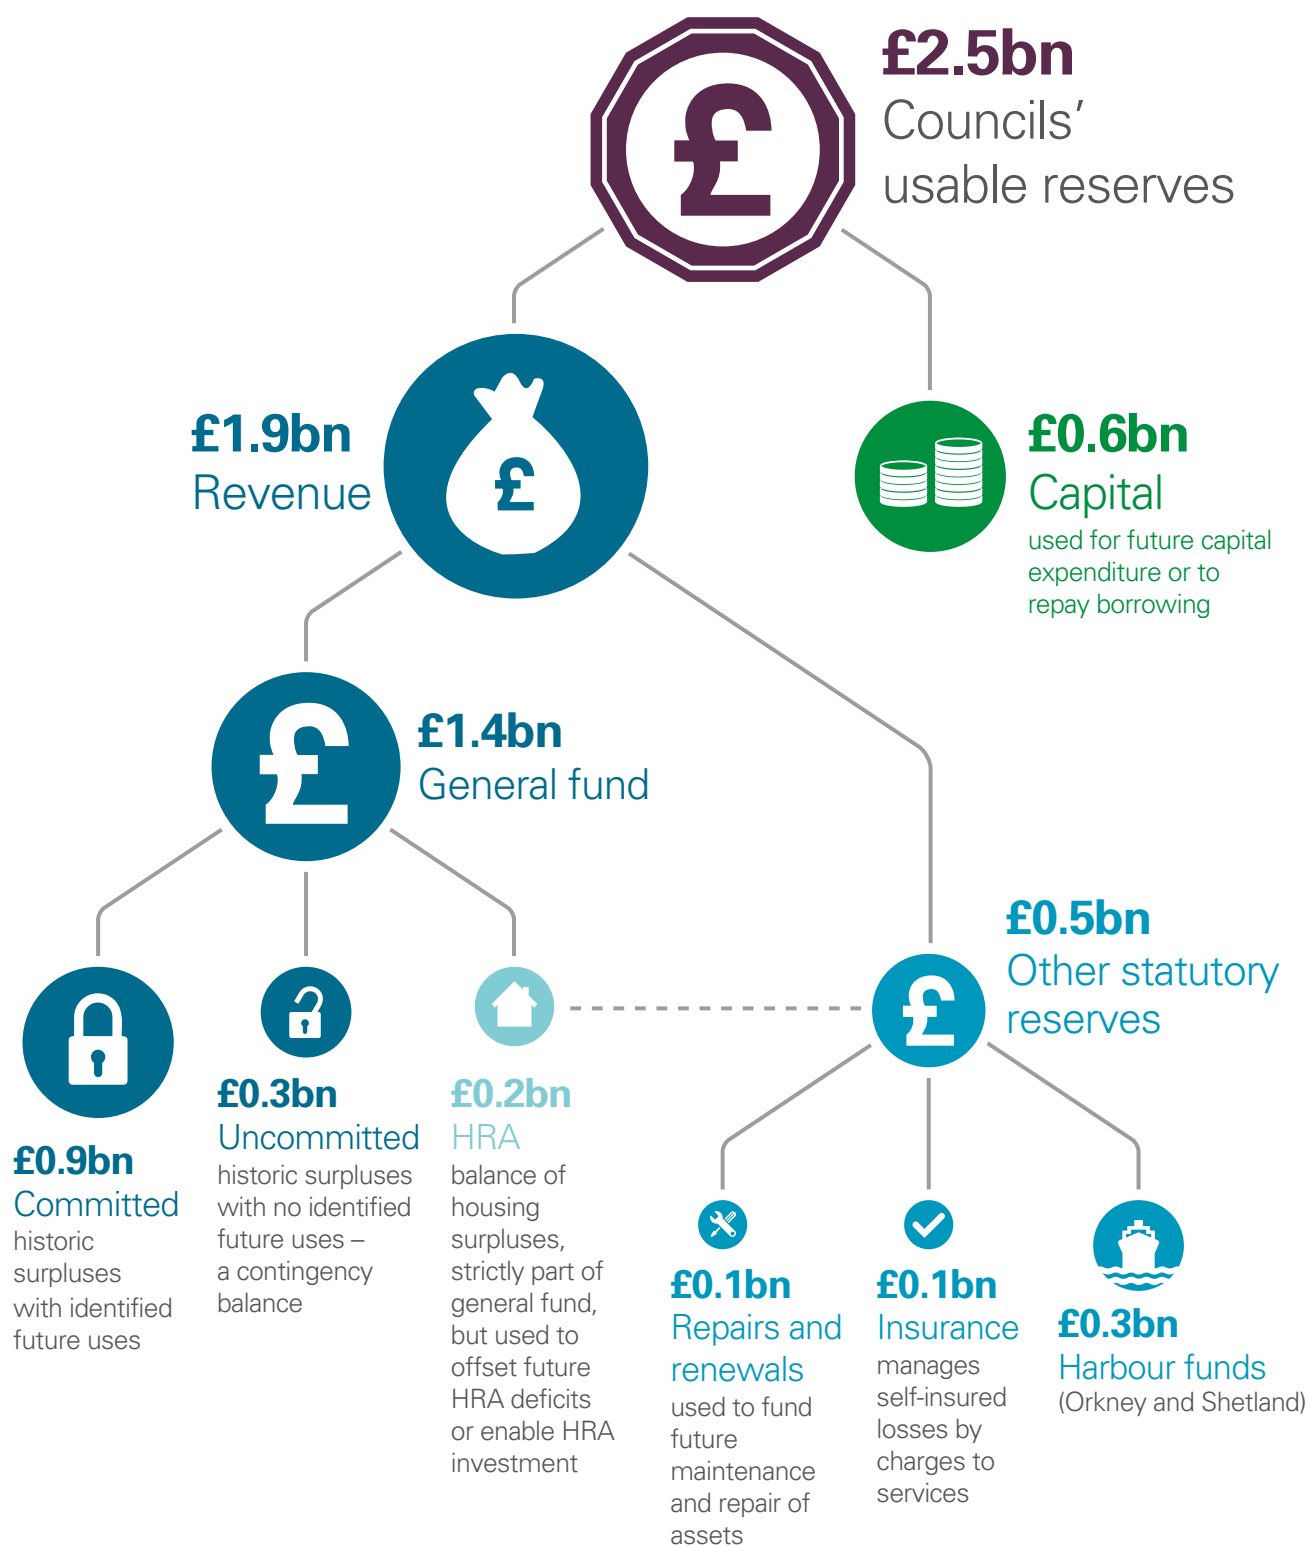 £
£2.5bn
Councils’
usable reserves
£1.9bn
Revenue
£
£0.6bn
Capital
used for future capital
expenditure or to
repay borrowing
£
£1.4bn
General fund
£0.5bn
Other statutory
reserves
£
£0.9bn
Committed
historic
surpluses
with identified
future uses
£0.3bn
Uncommitted
historic surpluses
with no identified
future uses –
a contingency
balance
£0.2bn
HRA
balance of
housing
surpluses,
strictly part of
general fund,
but used to
offset future
HRA deficits
or enable HRA
investment
£0.1bn
Repairs and
renewals
used to fund
future
maintenance
and repair of
assets
£0.1bn
Insurance
manages
self-insured
losses by
charges to
services
£0.3bn
Harbour funds
(Orkney and Shetland)